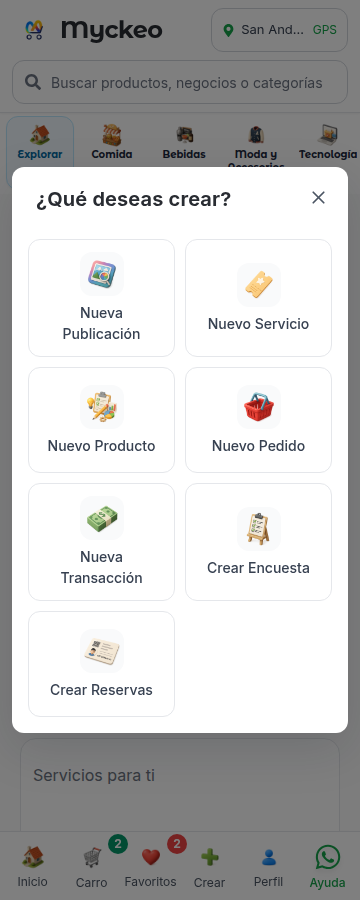 Myckeo
San And... GPS
Buscar productos, negocios o categorías
Explorar
Comida
Bebidas
Moda y
Accesorios
Tecnología
¿Qué deseas crear?
Nueva
Publicación
Nuevo Servicio
Nuevo Producto
Nuevo Pedido
Nueva
Transacción
Crear Encuesta
Crear Reservas
Servicios para ti
2
2
Inicio
Carro
Favoritos
Crear
Perfil
Ayuda